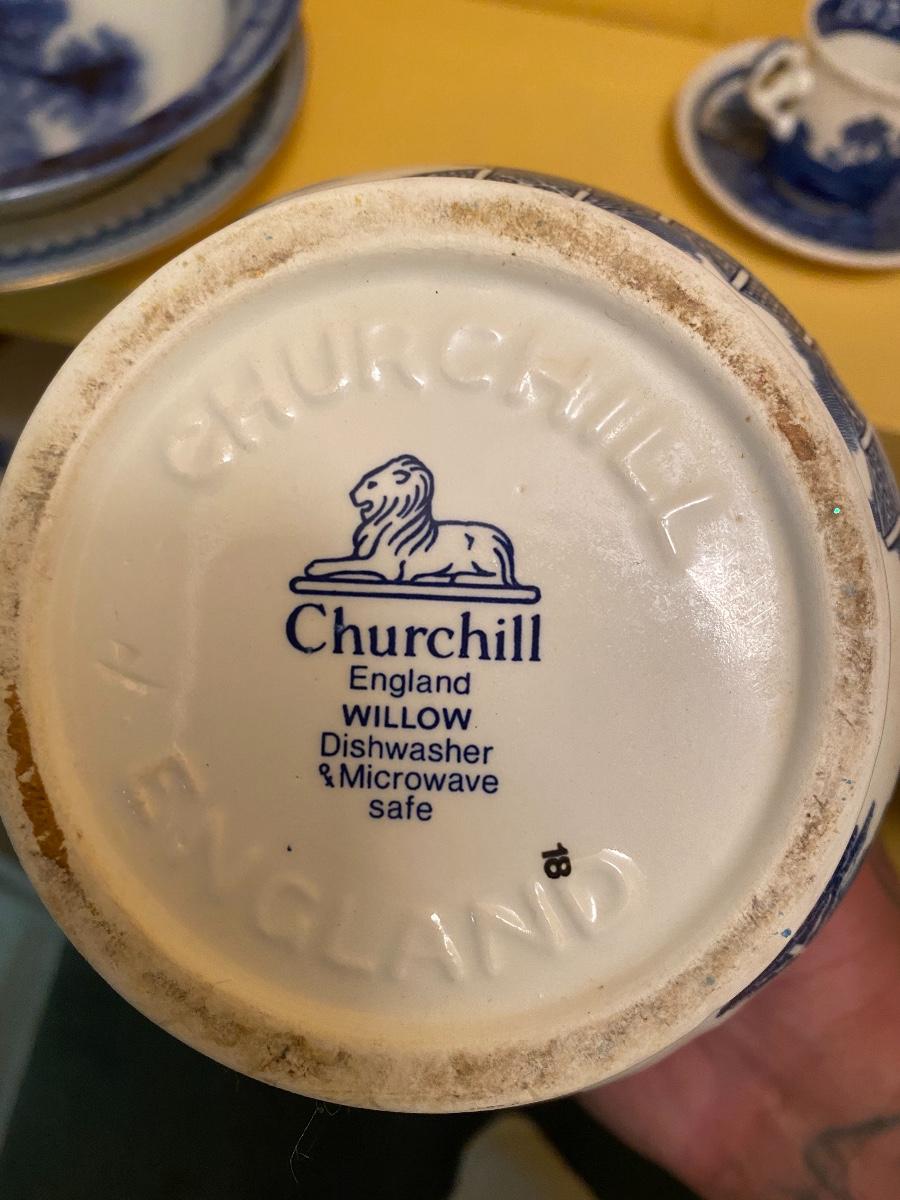 CHURCHILL
Churchill
England
WILLOW
Dishwasher
& Microwave
safe
18
ENGLAND